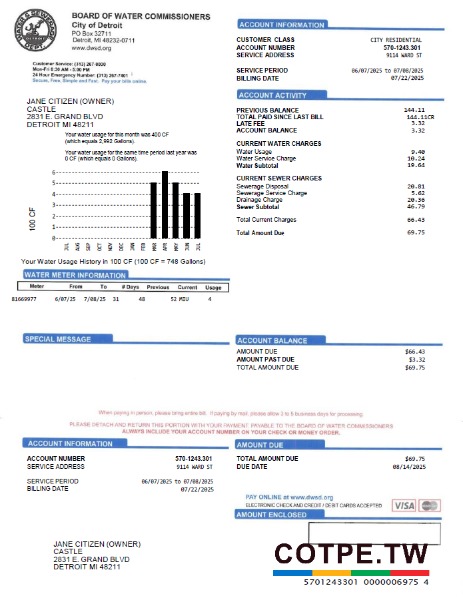 BOARD OF WATER COMMISSIONERS
City of Detroit
PO Box 32711
Detroit, MI 48232-0711
www.dwsd.org
Customer Service: (313) 267-8000
Mon-Fri 8:30 AM - 5:00 PM
24 Hour Emergency Number: (313) 267-7401
Secure, Free, Simple and Fast. Pay your bill online.
JANE CITIZEN (OWNER)
CASTLE
2831 E. GRAND BLVD
DETROIT MI 48211
ACCOUNT INFORMATION
CUSTOMER CLASS CITY RESIDENTIAL
ACCOUNT NUMBER 570-1243.301
SERVICE ADDRESS 9114 WARD ST
SERVICE PERIOD 06/07/2025 to 07/08/2025
BILLING DATE 07/22/2025
ACCOUNT ACTIVITY
PREVIOUS BALANCE 144.11
TOTAL PAID SINCE LAST BILL 144.11CR
LATE FEE 3.32
ACCOUNT BALANCE 3.32
CURRENT WATER CHARGES
Water Usage 9.40
Water Service Charge 10.24
Water Subtotal 19.64
CURRENT SEWER CHARGES
Sewerage Disposal 20.81
Sewerage Service Charge 5.62
Drainage Charge 20.36
Sewer Subtotal 46.79
Total Current Charges 66.43
Total Amount Due 69.75
Your water usage for this month was 400 CF
(which equals 2,992 Gallons).
Your water usage for the same time period last year was
0 CF (which equals 0 Gallons).
100 CF
6
5
4
3
2
1
0
JUL AUG SEP OCT NOV DEC JAN FEB MAR APR MAY JUN JUL
Your Water Usage History in 100 CF (100 CF = 748 Gallons)
WATER METER INFORMATION
Meter From To # Days Previous Current Usage
81669977 6/07/25 7/08/25 31 48 52 MIU 4
SPECIAL MESSAGE
ACCOUNT BALANCE
AMOUNT DUE $66.43
AMOUNT PAST DUE $3.32
TOTAL AMOUNT DUE $69.75
When paying in person, please bring entire bill. If paying by mail, please allow 3 to 5 business days for processing.
PLEASE DETACH AND RETURN THIS PORTION WITH YOUR PAYMENT PAYABLE TO THE BOARD OF WATER COMMISSIONERS
ALWAYS INCLUDE YOUR ACCOUNT NUMBER ON YOUR CHECK OR MONEY ORDER.
ACCOUNT INFORMATION
ACCOUNT NUMBER 570-1243.301
SERVICE ADDRESS 9114 WARD ST
SERVICE PERIOD 06/07/2025 to 07/08/2025
BILLING DATE 07/22/2025
AMOUNT DUE
TOTAL AMOUNT DUE $69.75
DUE DATE 08/14/2025
PAY ONLINE at www.dwsd.org
ELECTRONIC CHECK AND CREDIT / DEBIT CARDS ACCEPTED
VISA
AMOUNT ENCLOSED
JANE CITIZEN (OWNER)
CASTLE
2831 E. GRAND BLVD
DETROIT MI 48211
COTPE.TW
5701243301 0000006975 4